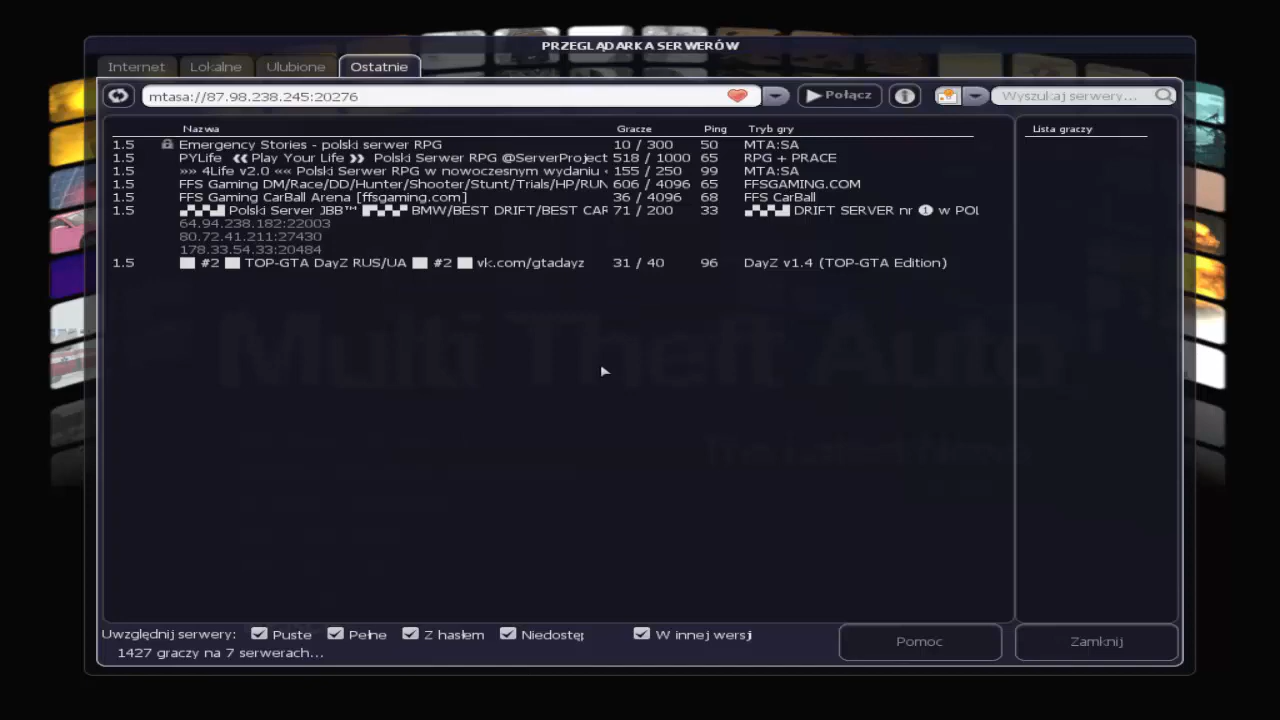 PRZEGLĄDARKA SERWERÓW
Internet Lokalne Ulubione Ostatnie
mtasa://87.98.238.245:20276 Połącz Wyszukaj serwery...
Nazwa Gracze Ping Tryb gry Lista graczy
1.5 Emergency Stories - polski serwer RPG 10 / 300 50 MTA:SA
1.5 PYLife ❮❮ Play Your Life ❯❯ Polski Serwer RPG @ServerProject 518 / 1000 65 RPG + PRACE
1.5 »» 4Life v2.0 «« Polski Serwer RPG w nowoczesnym wydaniu 155 / 250 99 MTA:SA
1.5 FFS Gaming DM/Race/DD/Hunter/Shooter/Stunt/Trials/HP/RUN 606 / 4096 65 FFSGAMING.COM
1.5 FFS Gaming CarBall Arena [ffsgaming.com] 36 / 4096 68 FFS CarBall
1.5 Polski Server JBB™ BMW/BEST DRIFT/BEST CAR 71 / 200 33 DRIFT SERVER nr ❶ w POL
64.94.238.182:22003
80.72.41.211:27430
178.33.54.33:20484
1.5 #2 TOP-GTA DayZ RUS/UA #2 vk.com/gtadayz 31 / 40 96 DayZ v1.4 (TOP-GTA Edition)
Multi Theft Auto
Uwzględnij serwery: Puste Pełne Z hasłem Niedostęp W innej wersj
Pomoc Zamknij
1427 graczy na 7 serwerach...